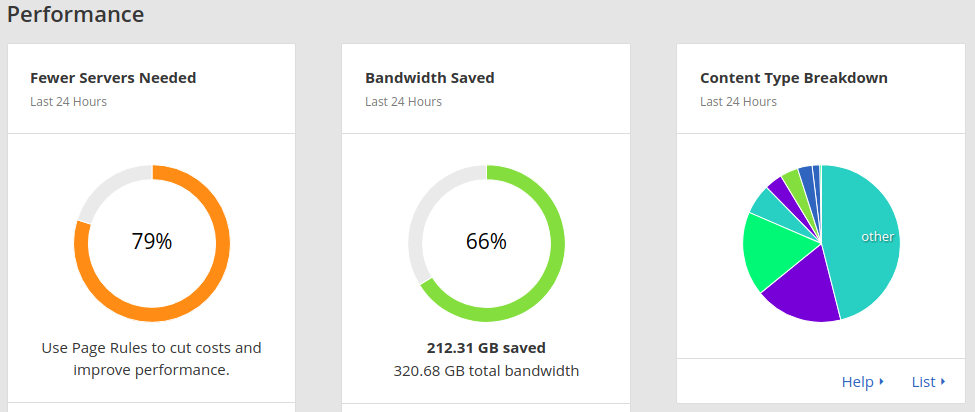 Performance
Fewer Servers Needed
Last 24 Hours
79%
Use Page Rules to cut costs and
improve performance.
Bandwidth Saved
Last 24 Hours
66%
212.31 GB saved
320.68 GB total bandwidth
Content Type Breakdown
Last 24 Hours
other
Help
List